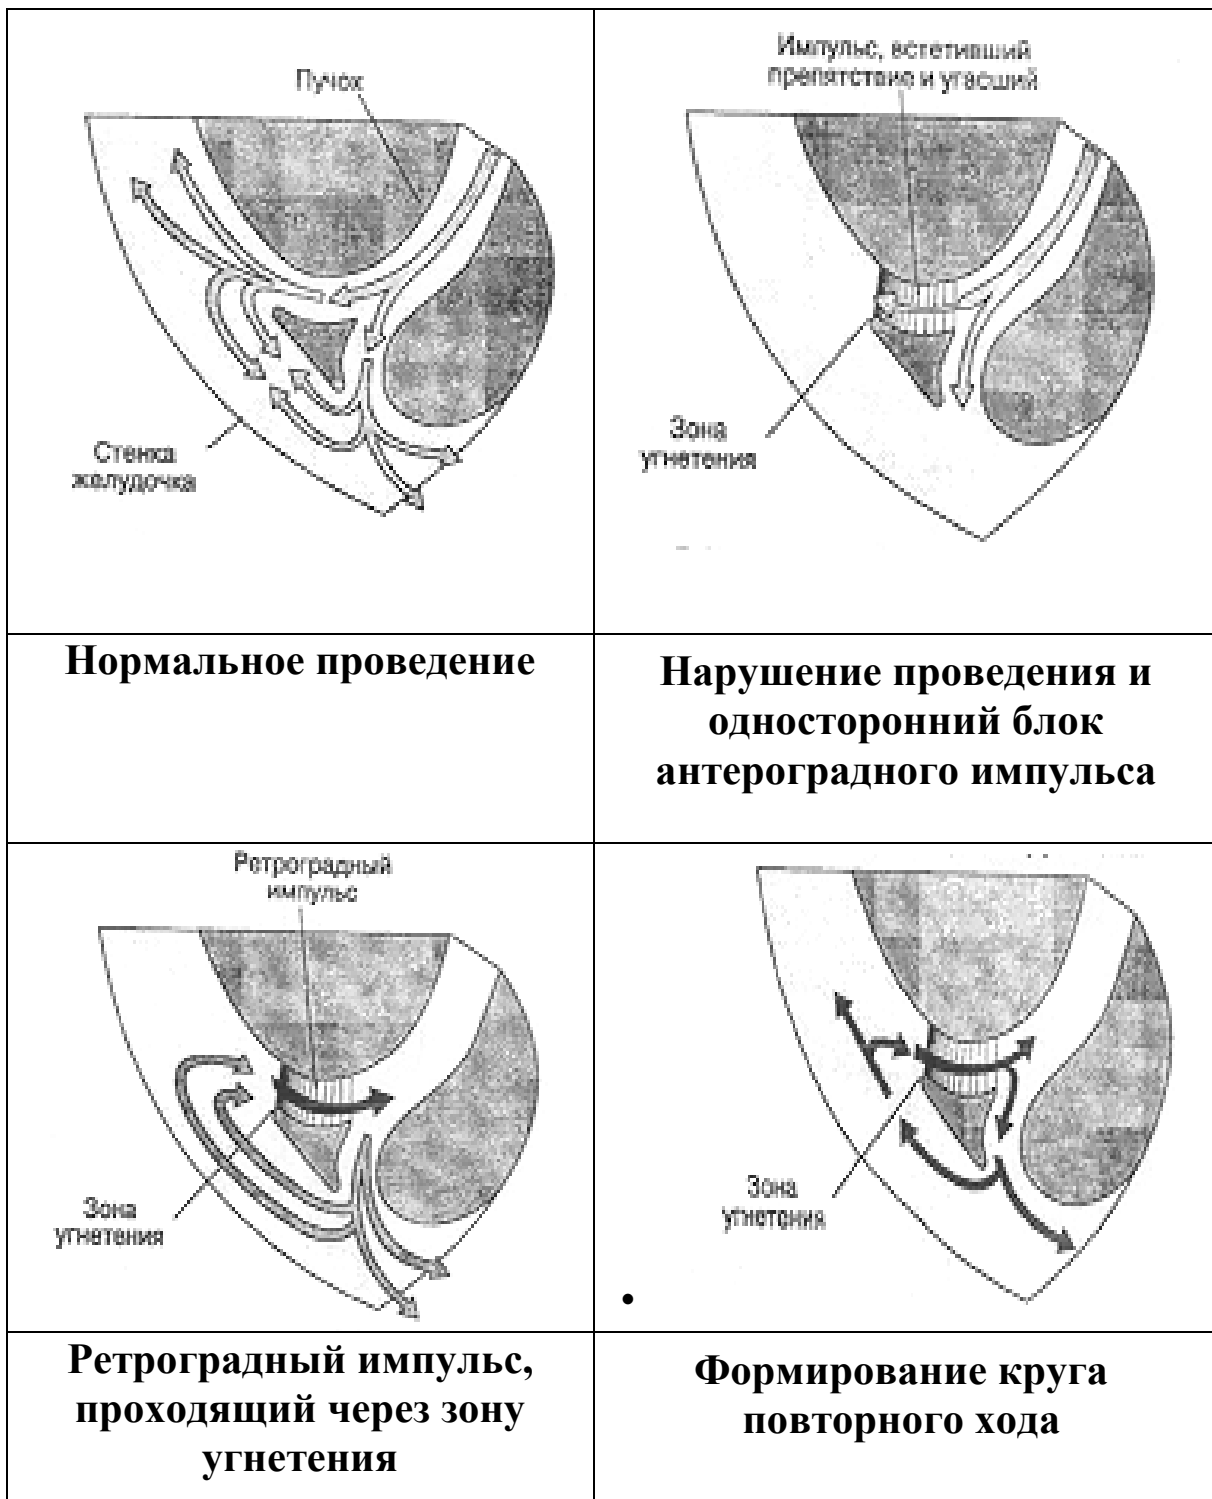 Пучок
Стенка
желудочка
Импульс, встетивший
препятствие и угасший
Зона
угнетения
Нормальное проведение
Нарушение проведения и
односторонний блок
антероградного импульса
Ретроградный
импульс
Зона
угнетения
Зона
угнетения
Ретроградный импульс,
проходящий через зону
угнетения
Формирование круга
повторного хода